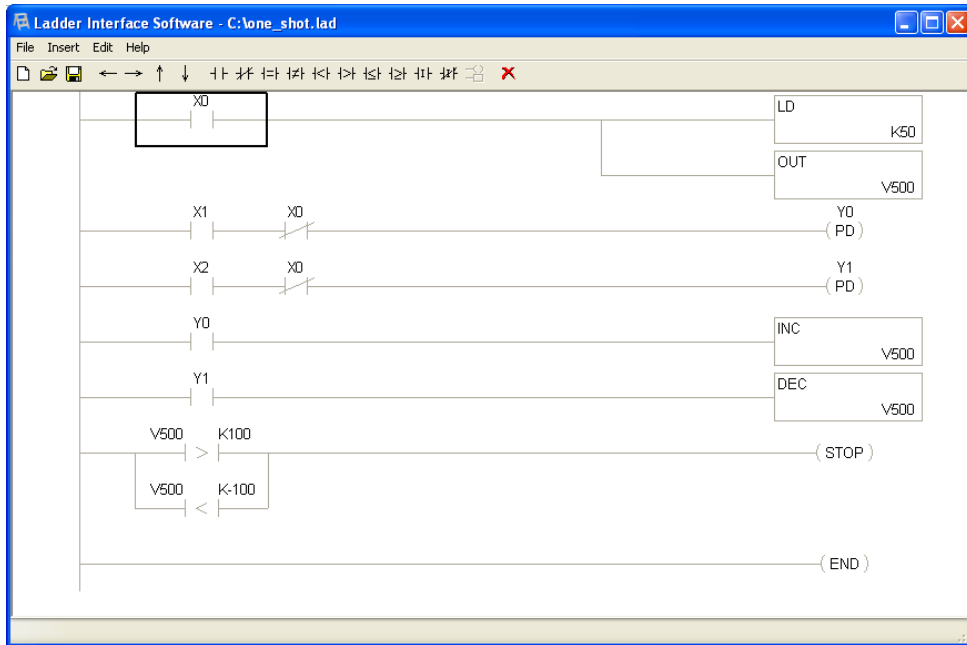 Ladder Interface Software - C:\one_shot.lad
File Insert Edit Help
X0
LD
K50
OUT
V500
X1 X0 Y0
PD
X2 X0 Y1
PD
Y0
INC
V500
Y1
DEC
V500
V500 > K100
STOP
V500 < K-100
END